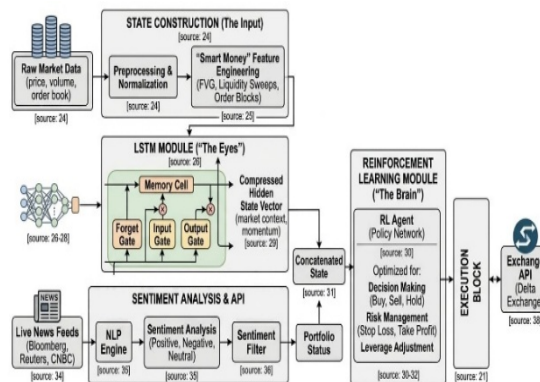 STATE CONSTRUCTION (The Input)
[source: 24]
Raw Market Data
(price, volume,
order book)
[source: 24]
Preprocessing &
Normalization
[source: 24]
"Smart Money" Feature
Engineering
(FVG, Liquidity Sweeps,
Order Blocks)
[source: 25]
LSTM MODULE ("The Eyes")
[source: 26]
Memory Cell
Forget
Gate
Input
Gate
Output
Gate
Compressed
Hidden
State Vector
(market context,
momentum)
[source: 29]
[source: 26-28]
SENTIMENT ANALYSIS & API
NEWS
Live News Feeds
(Bloomberg,
Reuters, CNBC)
[source: 34]
NLP
Engine
[source: 35]
Sentiment
Analysis
(Positive, Negative,
Neutral)
[source: 35]
Sentiment
Filter
[source: 36]
Concatenated
State
[source: 31]
Portfolio
Status
REINFORCEMENT
LEARNING MODULE
("The Brain")
RL Agent
(Policy Network)
[source: 30]
Optimized for:
Decision Making
(Buy, Sell, Hold)
Risk Management
(Stop Loss, Take Profit)
Leverage Adjustment
[source: 30-32]
EXECUTION
BLOCK
[source: 21]
S
Exchange
API
(Delta
Exchange)
[source: 38]